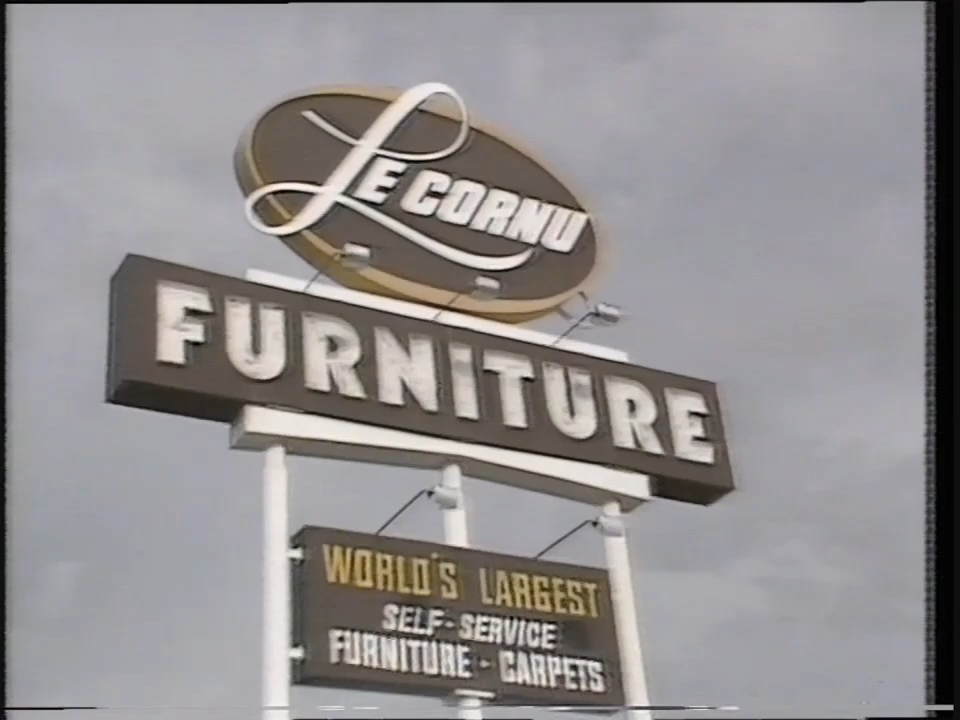 Le CORNU
FURNITURE
WORLD'S LARGEST
SELF-SERVICE
FURNITURE - CARPETS